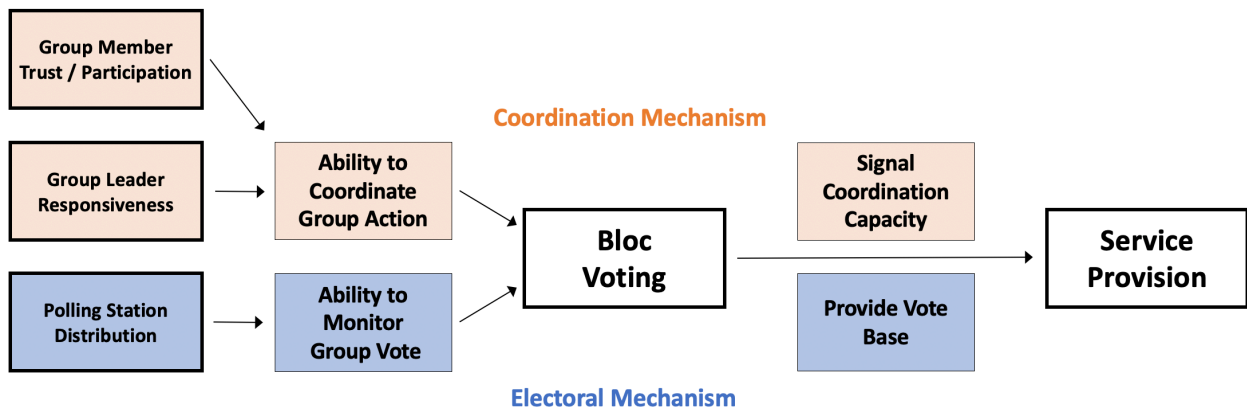 Group Member
Trust / Participation
Coordination Mechanism
Group Leader
Responsiveness
Ability to
Coordinate
Group Action
Signal
Coordination
Capacity
Bloc
Voting
Service
Provision
Polling Station
Distribution
Ability to
Monitor
Group Vote
Provide Vote
Base
Electoral Mechanism